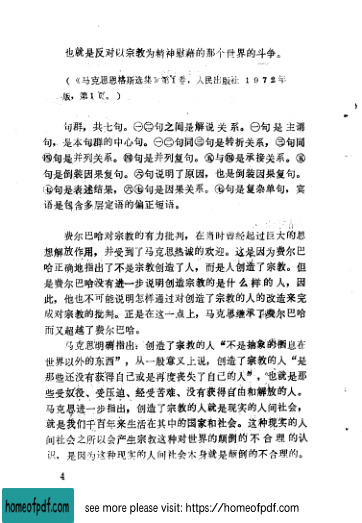 也就是反对以宗教为精神慰藉的那个世界的斗争。
(《马克思恩格斯选集》第1卷，人民出版社1972年
版，第1页。)
句群，共七句。㊀㊁句之间是解说关系。㊀句是主谓
句，是本句群的中心句。㊀㊁句同㊂句是转折关系，㊂句同
㊃句是并列关系。㊃句是并列复句。㊄与㊃是承接关系。㊄
句是倒装因果复句。㊅句说明了原因，也是倒装因果复句。
㊆句是表述结果，㊅㊆句是因果关系。㊆句是复杂单句，宾
语是包含多层定语的偏正短语。
费尔巴哈对宗教的有力批判，在当时曾经起过巨大的思
想解放作用，并受到了马克思热诚的欢迎。这是因为费尔巴
哈正确地指出了不是宗教创造了人，而是人创造了宗教。但
是费尔巴哈没有进一步说明创造宗教的是什么样的人，因
此，他也不可能说明怎样通过对创造了宗教的人的改造来完
成对宗教的批判。正是在这一点上，马克思继承了费尔巴哈
而又超越了费尔巴哈。
马克思明确指出：创造了宗教的人“不是抽象的栖息在
世界以外的东西”，从一般意义上说，创造了宗教的人“是
那些还没有获得自己或是再度丧失了自己的人”，也就是那
些受奴役、受压迫、经受苦难、没有获得自由和解放的人。
马克思进一步指出，创造了宗教的人就是现实的人间社会，
就是我们千百年来生活在其中的国家和社会。这种现实的人
间社会之所以会产生宗教这种对世界的颠倒的不合理的认
识，是因为这种现实的人间社会本身就是颠倒的不合理的。
4
homeofpdf.com
see more please visit: https://homeofpdf.com